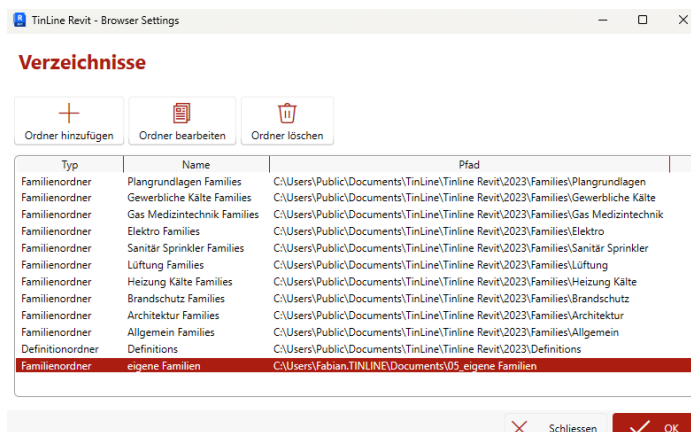 TinLine Revit - Browser Settings
Verzeichnisse
Ordner hinzufügen Ordner bearbeiten Ordner löschen
Typ Name Pfad
Familienordner Plangrundlagen Families C:\Users\Public\Documents\TinLine\Tinline Revit\2023\Families\Plangrundlagen
Familienordner Gewerbliche Kälte Families C:\Users\Public\Documents\TinLine\Tinline Revit\2023\Families\Gewerbliche Kälte
Familienordner Gas Medizintechnik Families C:\Users\Public\Documents\TinLine\Tinline Revit\2023\Families\Gas Medizintechnik
Familienordner Elektro Families C:\Users\Public\Documents\TinLine\Tinline Revit\2023\Families\Elektro
Familienordner Sanitär Sprinkler Families C:\Users\Public\Documents\TinLine\Tinline Revit\2023\Families\Sanitär Sprinkler
Familienordner Lüftung Families C:\Users\Public\Documents\TinLine\Tinline Revit\2023\Families\Lüftung
Familienordner Heizung Kälte Families C:\Users\Public\Documents\TinLine\Tinline Revit\2023\Families\Heizung Kälte
Familienordner Brandschutz Families C:\Users\Public\Documents\TinLine\Tinline Revit\2023\Families\Brandschutz
Familienordner Architektur Families C:\Users\Public\Documents\TinLine\Tinline Revit\2023\Families\Architektur
Familienordner Allgemein Families C:\Users\Public\Documents\TinLine\Tinline Revit\2023\Families\Allgemein
Definitionordner Definitions C:\Users\Public\Documents\TinLine\Tinline Revit\2023\Definitions
Familienordner eigene Familien C:\Users\Fabian.TINLINE\Documents\05_eigene Familien
Schliessen OK